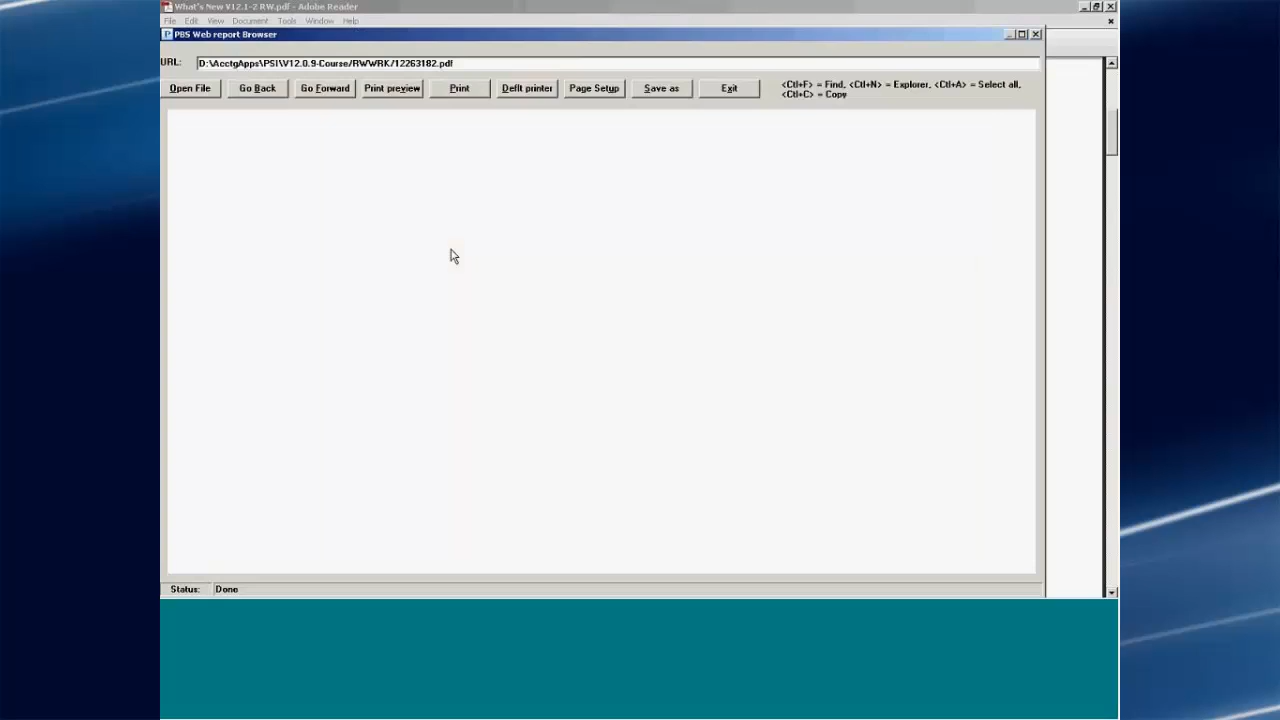 What's New V12.1-2 RW.pdf - Adobe Reader
File Edit View Document Tools Window Help
PBS Web report Browser
URL: D:\AcctgApps\PSI\V12.0.9-Course/RWWRK/12263182.pdf
Open File Go Back Go Forward Print preview Print Deflt printer Page Setup Save as Exit <Ctl+F> = Find, <Ctl+N> = Explorer, <Ctl+A> = Select all,
<Ctl+C> = Copy
Status: Done